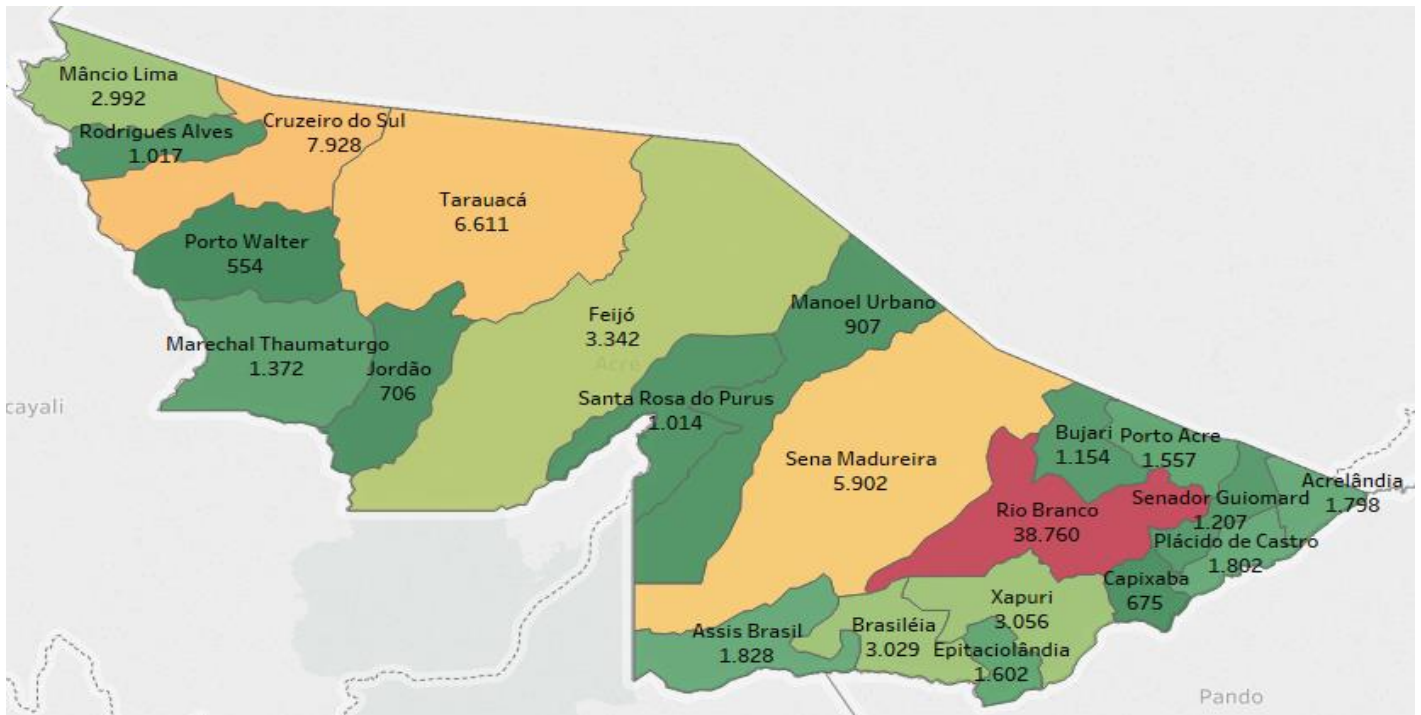 Mâncio Lima
2.992
Rodrigues Alves
1.017
Cruzeiro do Sul
7.928
Tarauacá
6.611
Porto Walter
554
Marechal Thaumaturgo
1.372
Jordão
706
Feijó
3.342
Acre
Manoel Urbano
907
Santa Rosa do Purus
1.014
cayali
Sena Madureira
5.902
Bujari
1.154
Porto Acre
1.557
Acrelândia
1.798
Senador Guiomard
1.207
Rio Branco
38.760
Plácido de Castro
1.802
Capixaba
675
Xapuri
3.056
Assis Brasil
1.828
Brasiléia
3.029
Epitaciolândia
1.602
Pando